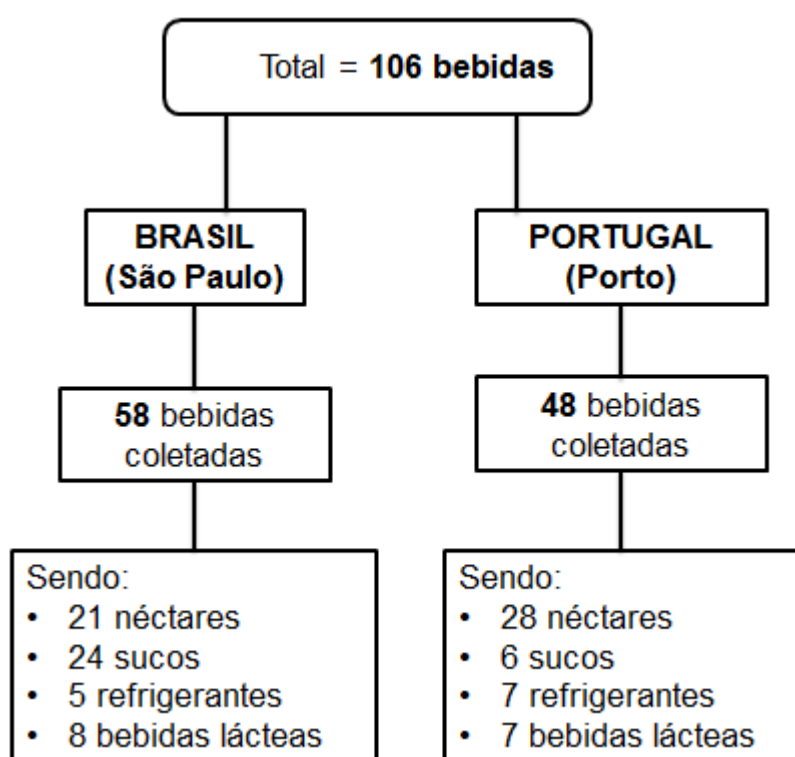 Total = 106 bebidas
BRASIL
(São Paulo)
58 bebidas
coletadas
Sendo:
• 21 néctares
• 24 sucos
• 5 refrigerantes
• 8 bebidas lácteas
PORTUGAL
(Porto)
48 bebidas
coletadas
Sendo:
• 28 néctares
• 6 sucos
• 7 refrigerantes
• 7 bebidas lácteas